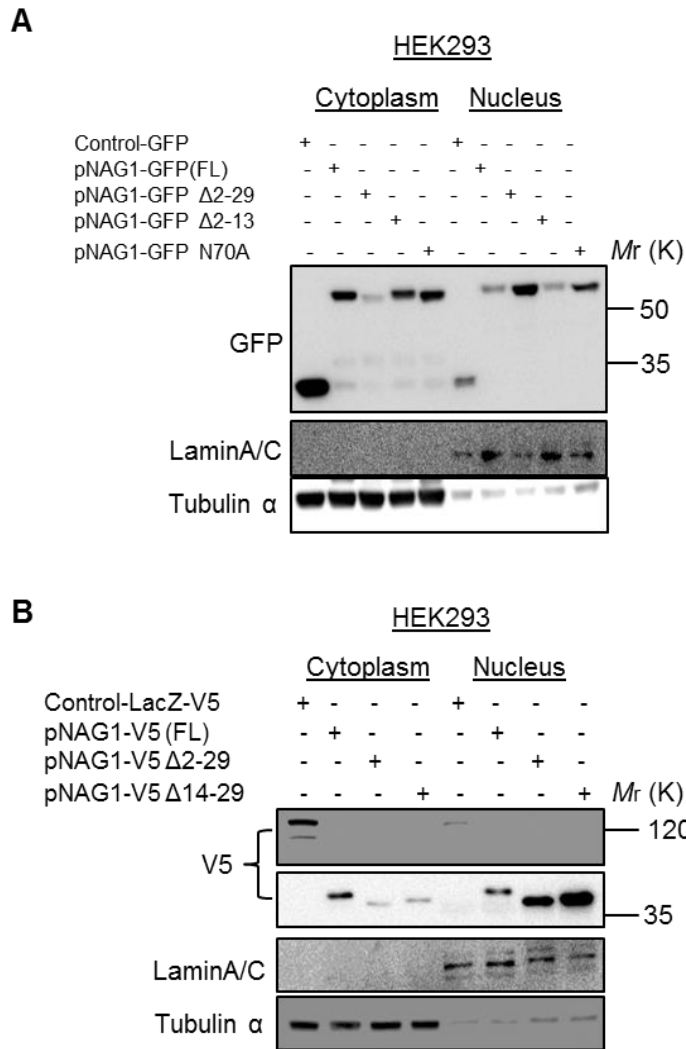 A
HEK293
Cytoplasm Nucleus
Control-GFP + - - - - + - - - -
pNAG1-GFP(FL) - + - - - - + - - -
pNAG1-GFP Δ2-29 - - + - - - - + - -
pNAG1-GFP Δ2-13 - - - + - - - - + -
pNAG1-GFP N70A - - - - + - - - - + Mr (K)
50
GFP 35
LaminA/C
Tubulin α
B
HEK293
Cytoplasm Nucleus
Control-LacZ-V5 + - - - + - - -
pNAG1-V5 (FL) - + - - - + - -
pNAG1-V5 Δ2-29 - - + - - - + -
pNAG1-V5 Δ14-29 - - - + - - - + Mr (K)
120
V5
35
LaminA/C
Tubulin α